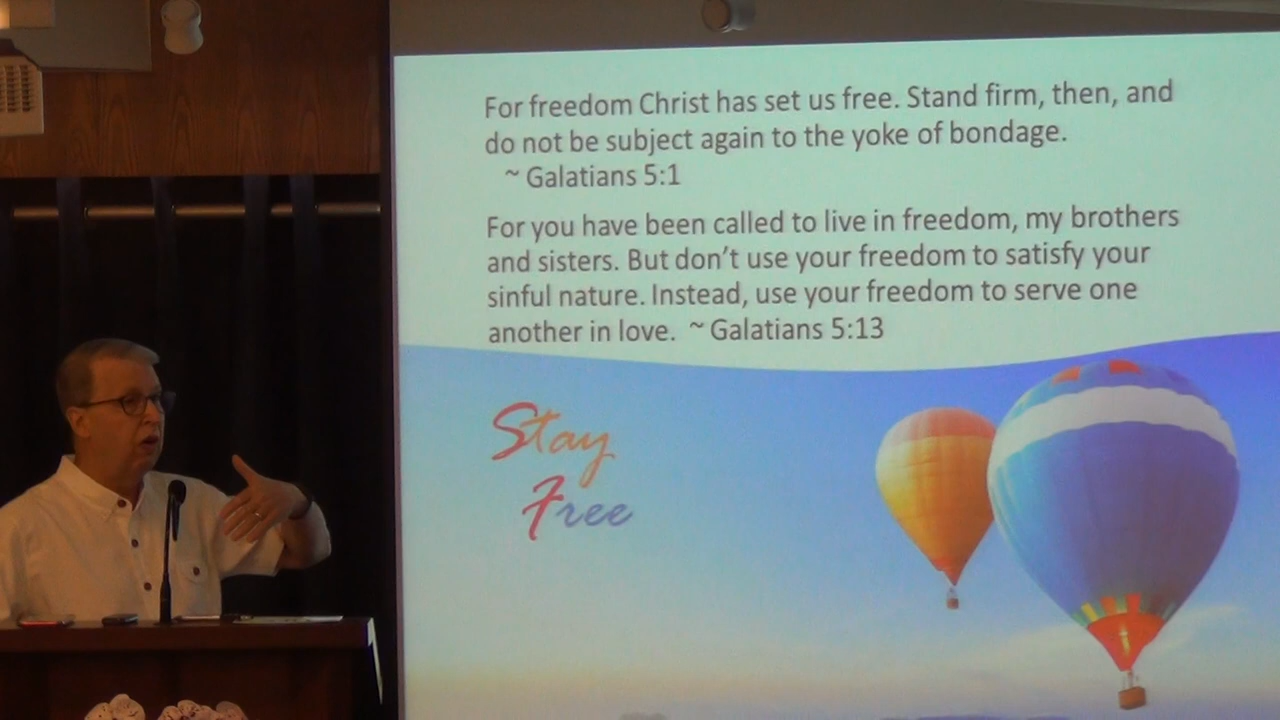 For freedom Christ has set us free. Stand firm, then, and
do not be subject again to the yoke of bondage.
~ Galatians 5:1
For you have been called to live in freedom, my brothers
and sisters. But don't use your freedom to satisfy your
sinful nature. Instead, use your freedom to serve one
another in love. ~ Galatians 5:13
Stay
Free